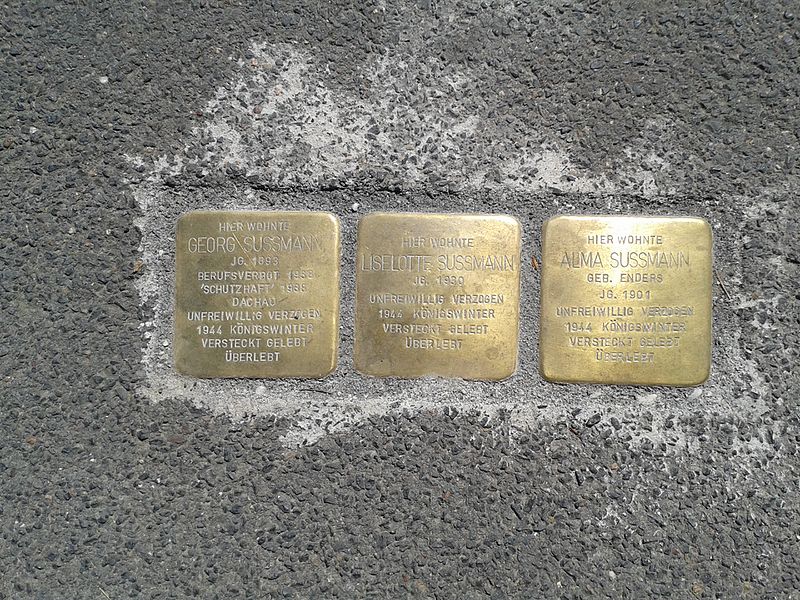 HIER WOHNTE
GEORG SUSSMANN
JG. 1893
BERUFSVERBOT 1933
'SCHUTZHAFT' 1938
DACHAU
UNFREIWILLIG VERZOGEN
1944 KÖNIGSWINTER
VERSTECKT GELEBT
ÜBERLEBT
HIER WOHNTE
LISELOTTE SUSSMANN
JG. 1930
UNFREIWILLIG VERZOGEN
1944 KÖNIGSWINTER
VERSTECKT GELEBT
ÜBERLEBT
HIER WOHNTE
ALMA SUSSMANN
GEB. ENDERS
JG. 1901
UNFREIWILLIG VERZOGEN
1944 KÖNIGSWINTER
VERSTECKT GELEBT
ÜBERLEBT